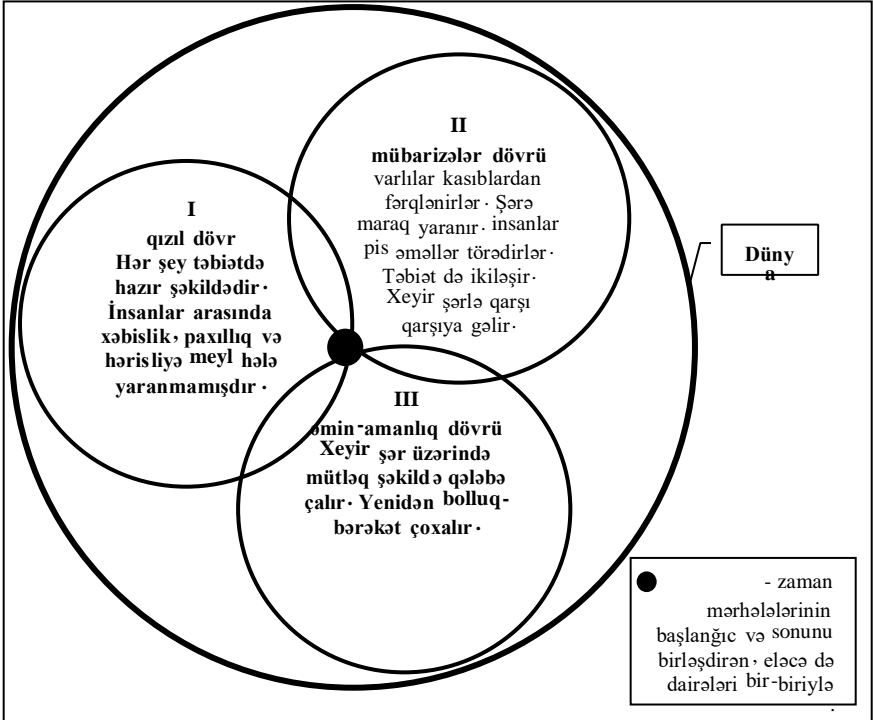 I
qızıl dövr
Hər şey təbiətdə
hazır şəkildədir.
İnsanlar arasında
xəbislik, paxıllıq və
hərisliyə meyl hələ
yaranmamışdır.
II
mübarizələr dövrü
varlılar kasıblardan
fərqlənirlər. Şərə
maraq yaranır. insanlar
pis əməllər törədirlər.
Təbiət də ikiləşir.
Xeyir şərlə qarşı
qarşıya gəlir.
III
əmin-amanlıq dövrü
Xeyir şər üzərində
mütləq şəkildə qələbə
çalır. Yenidən bolluq-
bərəkət çoxalır.
Düny
a
- zaman
mərhələlərinin
başlanğıc və sonunu
birləşdirən, eləcə də
dairələri bir-biriylə
.